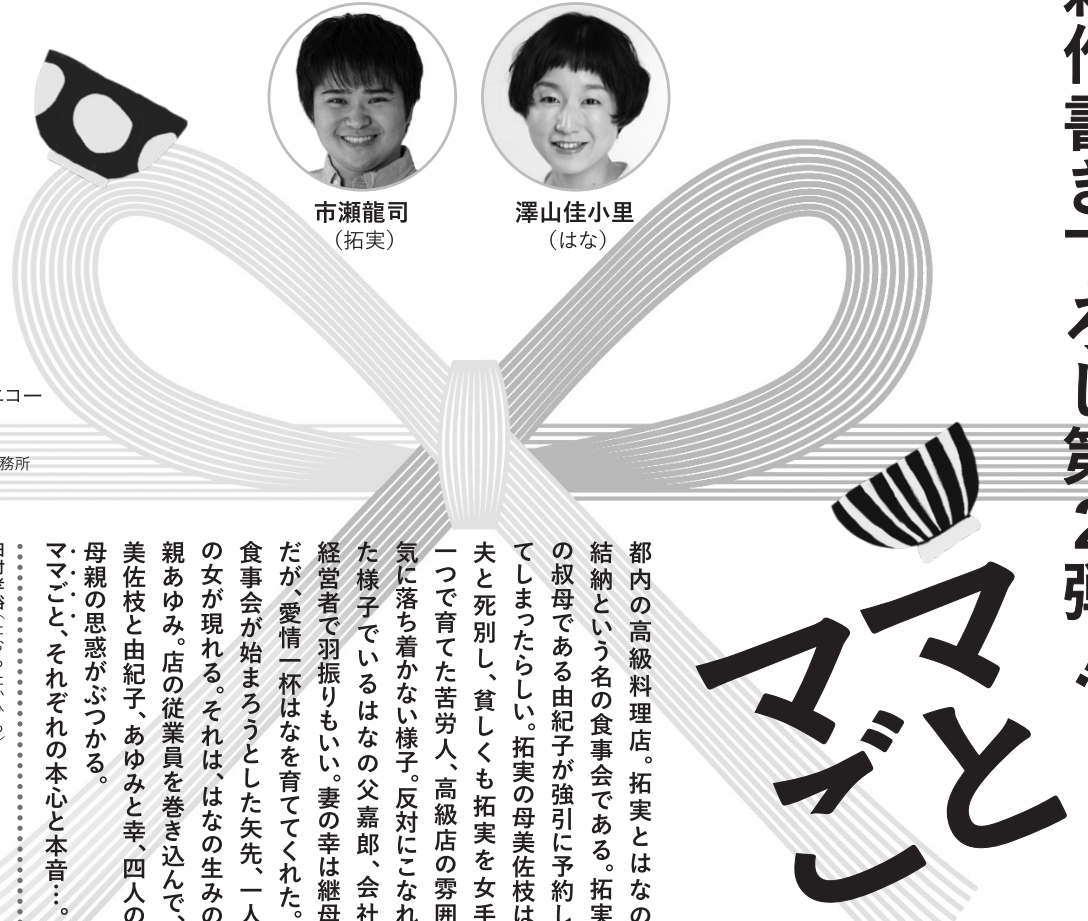 新作書き下ろし第2弾!
ママごと
市瀬龍司
(拓実)
澤山佳小里
(はな)
都内の高級料理店。拓実とはなの
結納という名の食事会である。拓実
の叔母である由紀子が強引に予約し
てしまったらしい。拓実の母美佐枝は
夫と死別し、貧しくも拓実を女手
一つで育てた苦労人、高級店の雰囲
気に落ち着かない様子。反対にこなれ
た様子でいるはなの父嘉郎、会社
経営者で羽振りもいい。妻の幸は継母
だが、愛情一杯はなを育ててくれた。
食事会が始まろうとした矢先、一人
の女が現れる。それは、はなの生みの
親あゆみ。店の従業員を巻き込んで、
美佐枝と由紀子、あゆみと幸、四人の
母親の思惑がぶつかる。
ママごと、それぞれの本心と本音…。
コー
務所